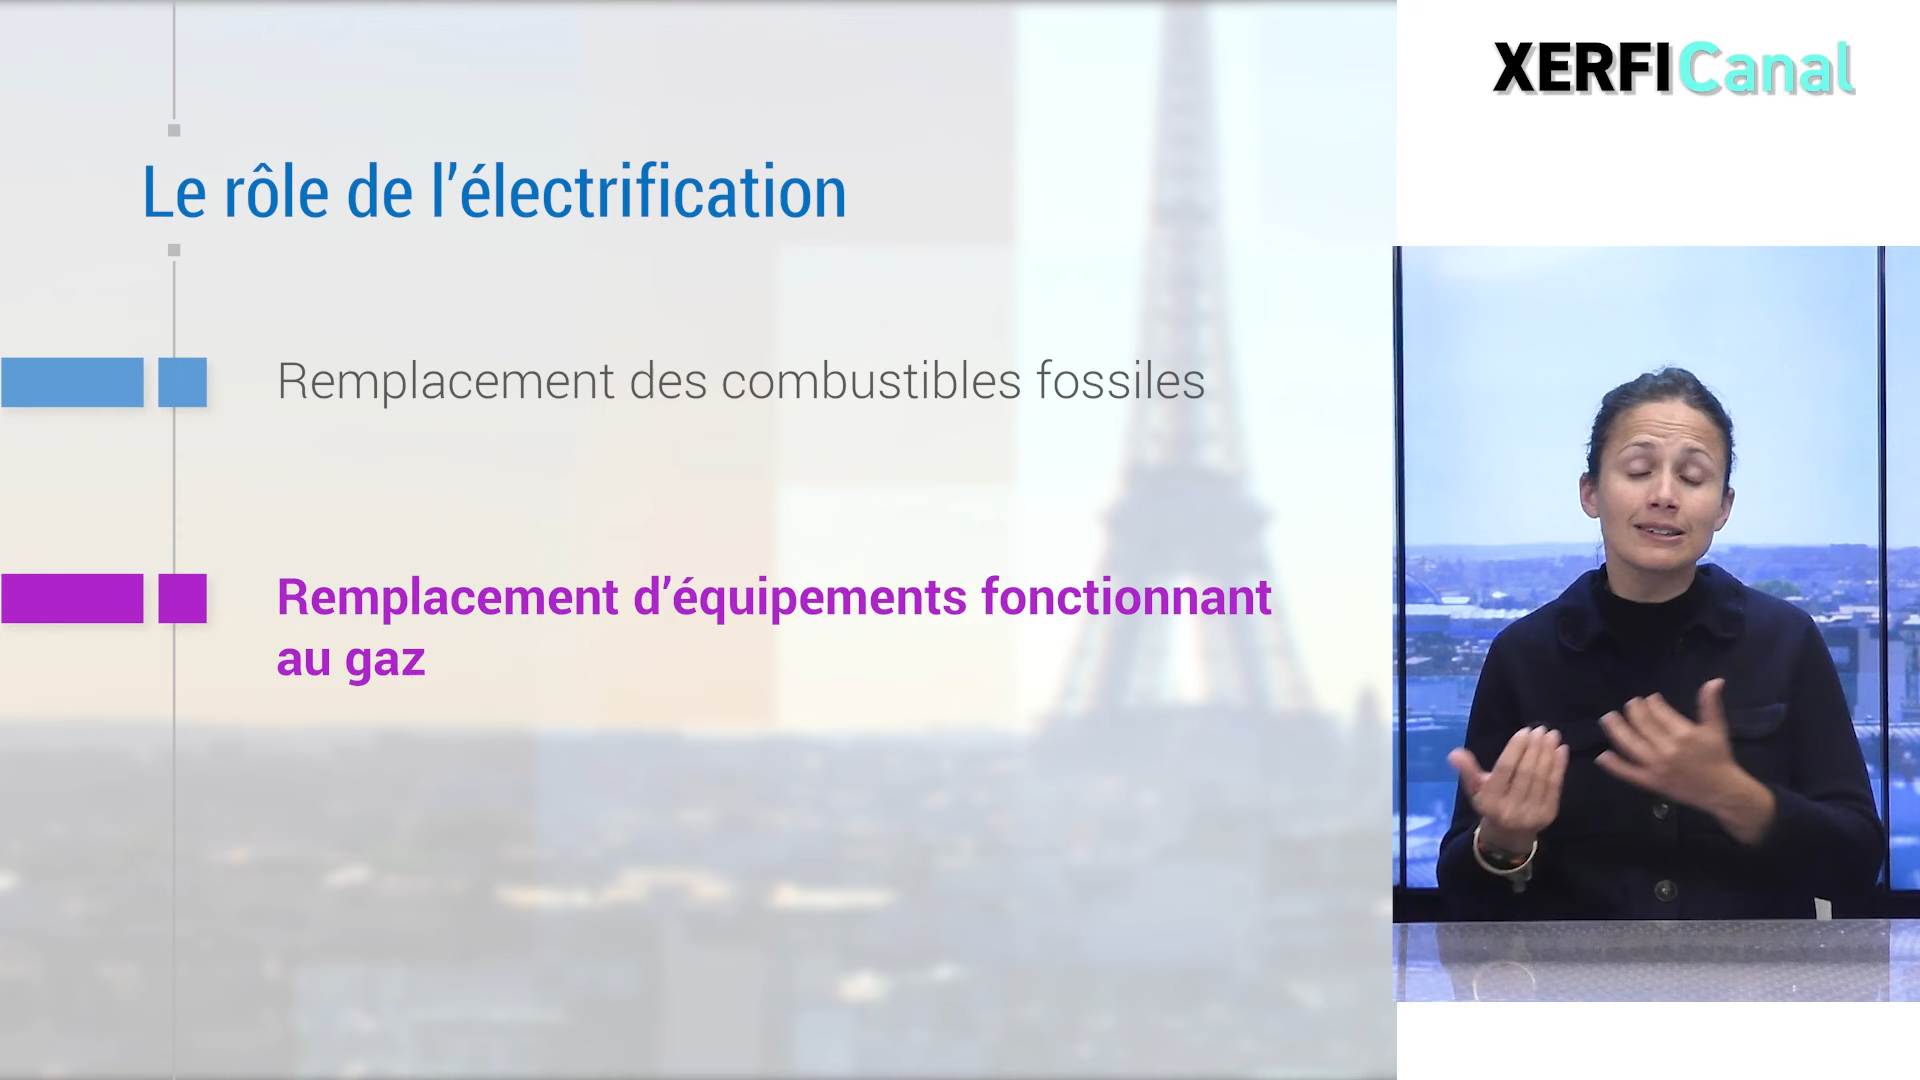 XERFI Canal
Le rôle de l’électrification
Remplacement des combustibles fossiles
Remplacement d’équipements fonctionnant
au gaz